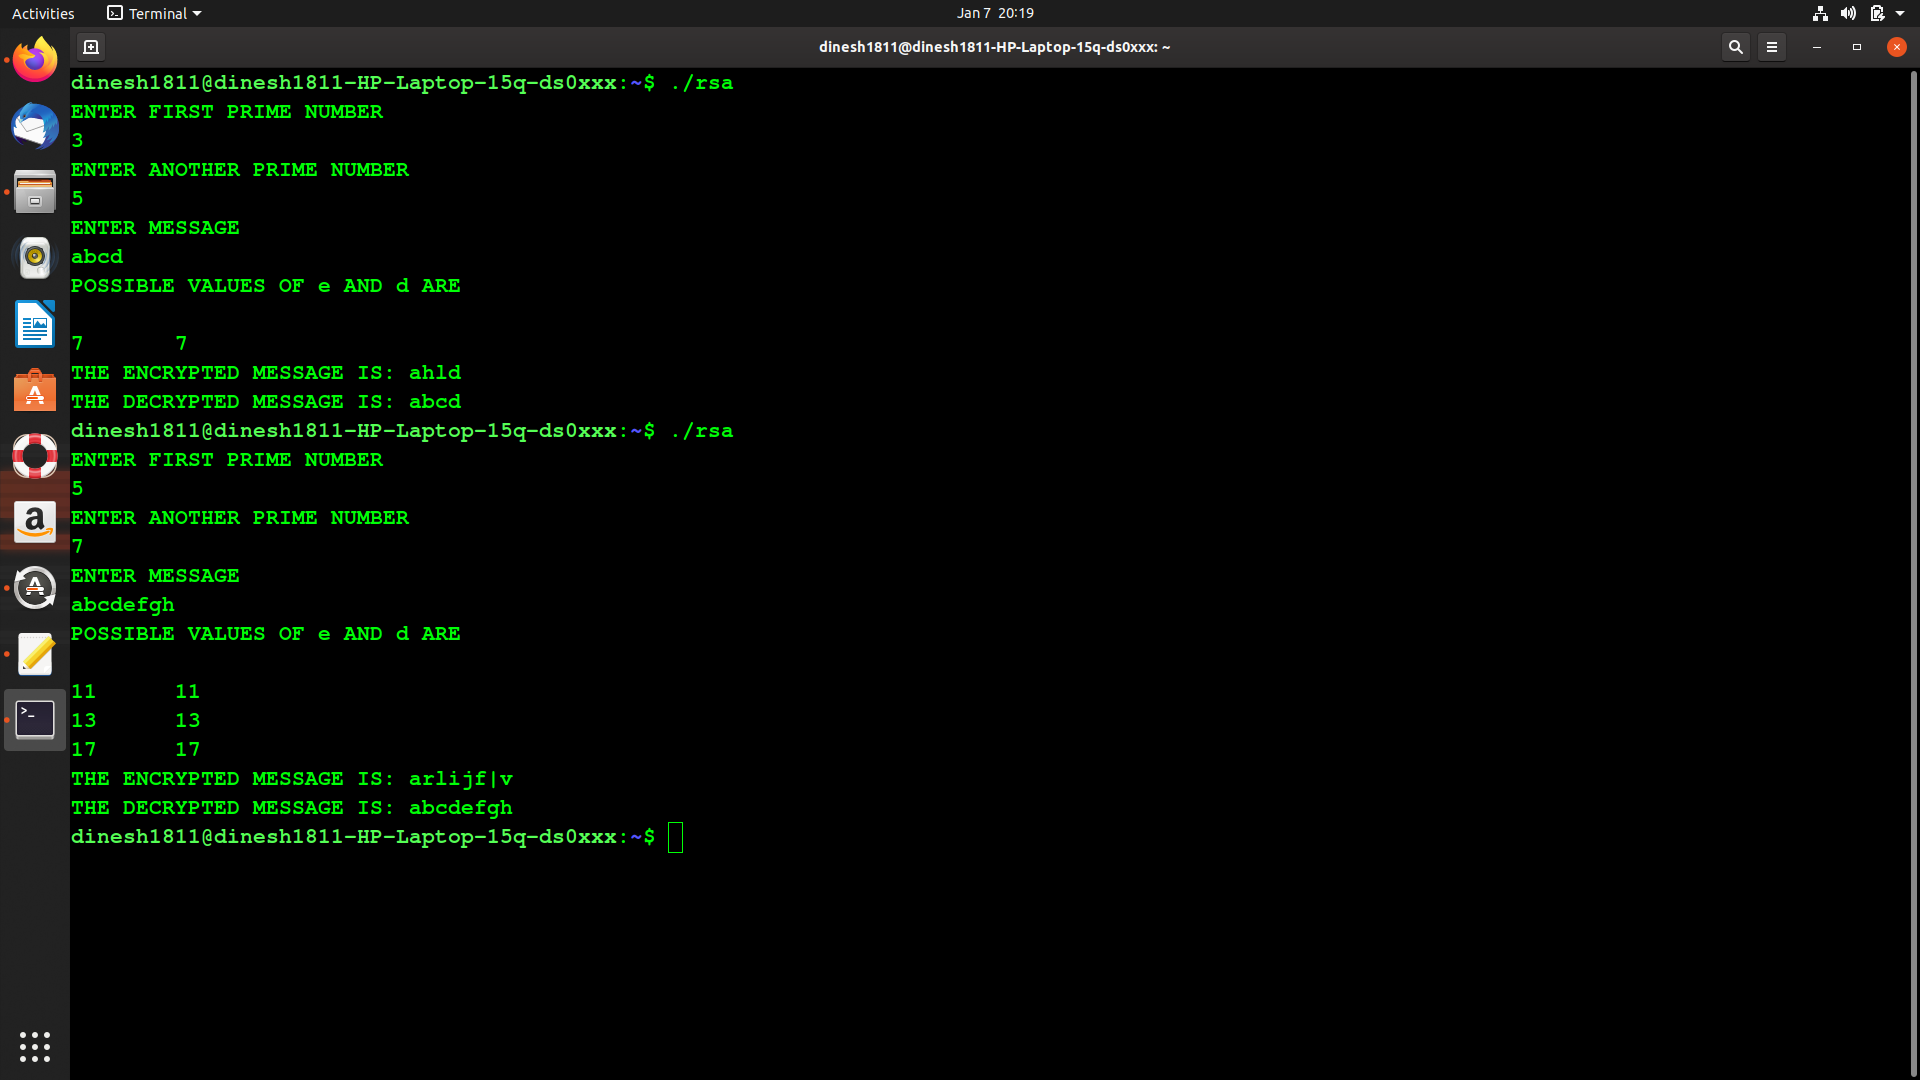 Activities Terminal Jan 7 20:19
dinesh1811@dinesh1811-HP-Laptop-15q-ds0xxx: ~
dinesh1811@dinesh1811-HP-Laptop-15q-ds0xxx:~$ ./rsa
ENTER FIRST PRIME NUMBER
3
ENTER ANOTHER PRIME NUMBER
5
ENTER MESSAGE
abcd
POSSIBLE VALUES OF e AND d ARE
7 7
THE ENCRYPTED MESSAGE IS: ahld
THE DECRYPTED MESSAGE IS: abcd
dinesh1811@dinesh1811-HP-Laptop-15q-ds0xxx:~$ ./rsa
ENTER FIRST PRIME NUMBER
5
ENTER ANOTHER PRIME NUMBER
7
ENTER MESSAGE
abcdefgh
POSSIBLE VALUES OF e AND d ARE
11 11
13 13
17 17
THE ENCRYPTED MESSAGE IS: arlijf|v
THE DECRYPTED MESSAGE IS: abcdefgh
dinesh1811@dinesh1811-HP-Laptop-15q-ds0xxx:~$